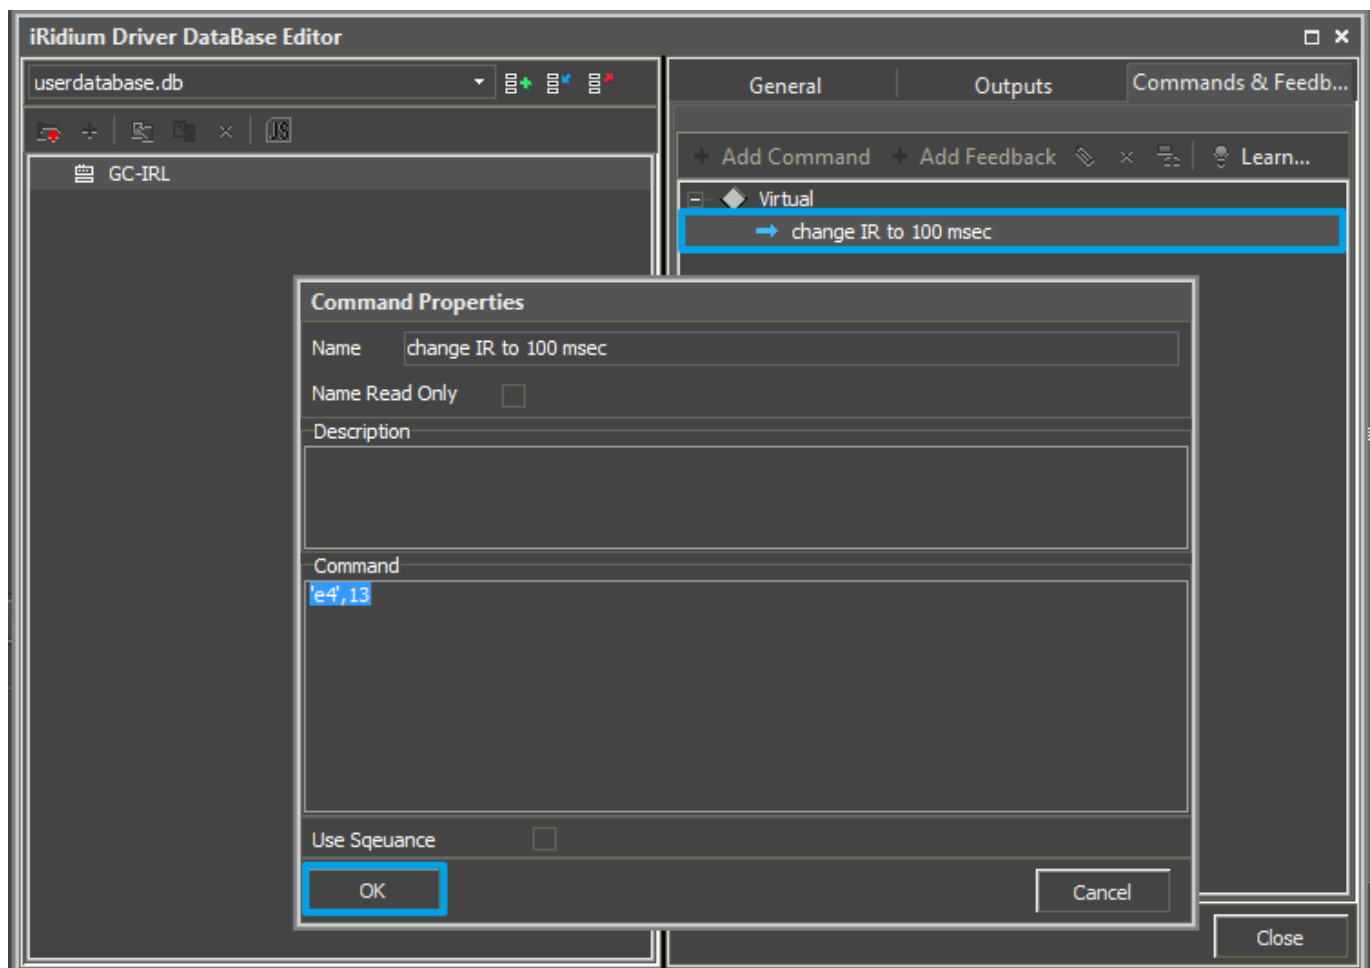 iRidium Driver DataBase Editor
userdatabase.db
General Outputs Commands & Feedb...
JS
Add Command Add Feedback Learn...
GC-IRL
Virtual
change IR to 100 msec
Command Properties
Name change IR to 100 msec
Name Read Only
Description
Command
'e4',13
Use Sqeuance
OK Cancel
Close